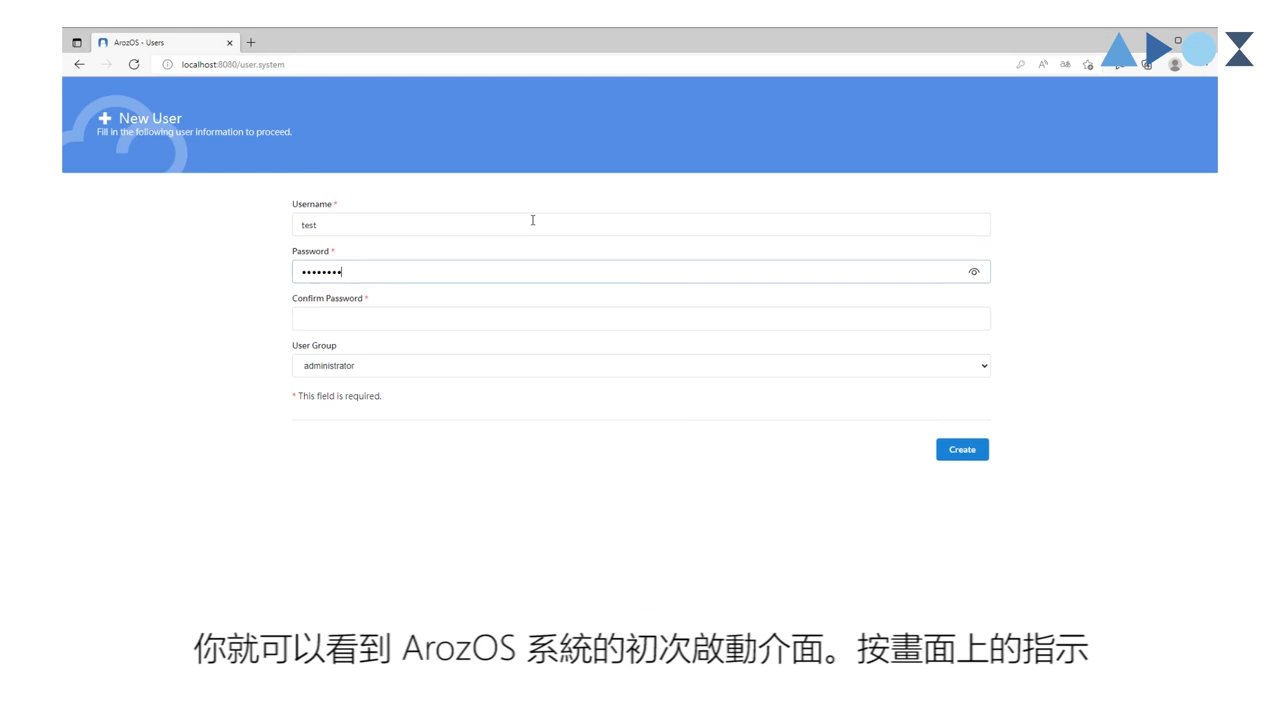 ArozOS - Users
localhost:8080/user.system
New User
Fill in the following user information to proceed.
Username *
test
Password *
••••••••
Confirm Password *
User Group
administrator
* This field is required.
Create
你就可以看到 ArozOS 系統的初次啟動介面。按畫面上的指示